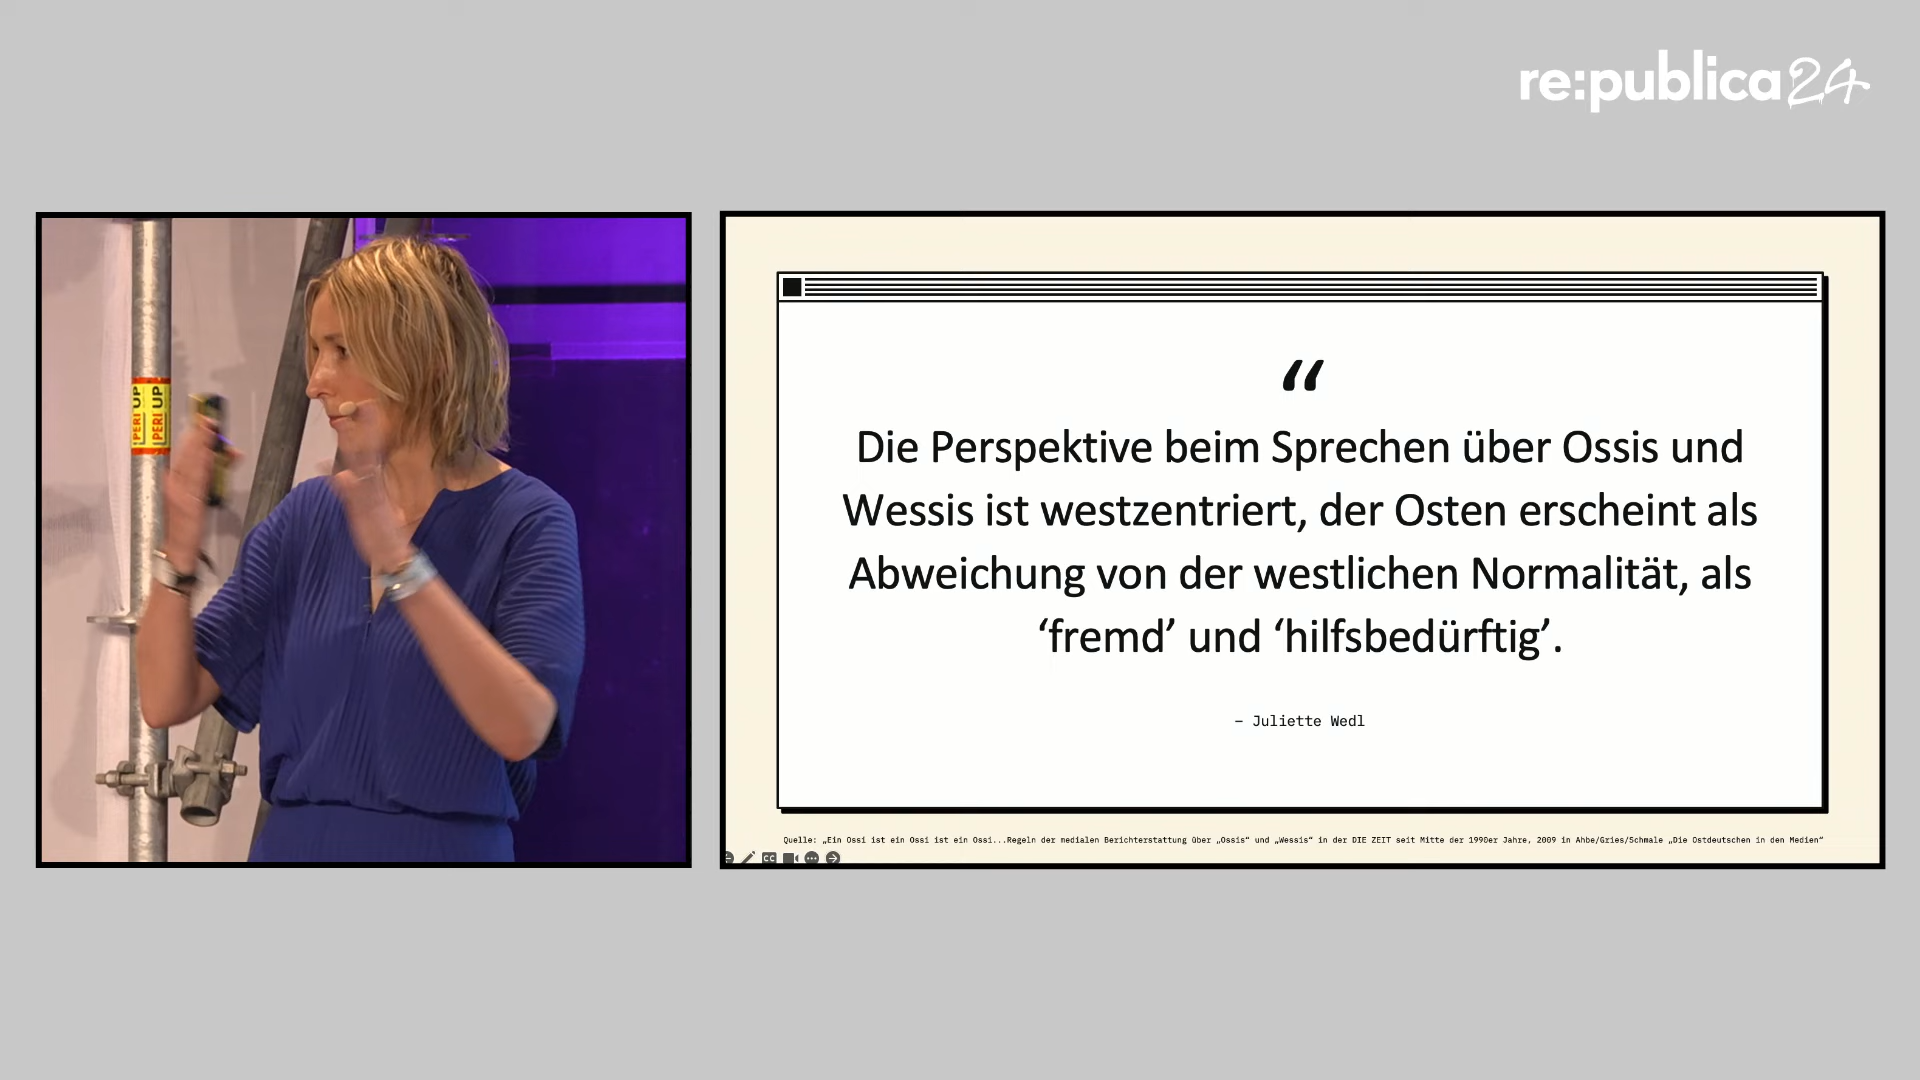 re:publica 24
PERI UP
PERI UP
“
Die Perspektive beim Sprechen über Ossis und
Wessis ist westzentriert, der Osten erscheint als
Abweichung von der westlichen Normalität, als
‘fremd’ und ‘hilfsbedürftig’.
– Juliette Wedl
Quelle: „Ein Ossi ist ein Ossi ist ein Ossi...Regeln der medialen Berichterstattung über „Ossis“ und „Wessis“ in der DIE ZEIT seit Mitte der 1990er Jahre, 2009 in Ahbe/Gries/Schmale „Die Ostdeutschen in den Medien“
CC